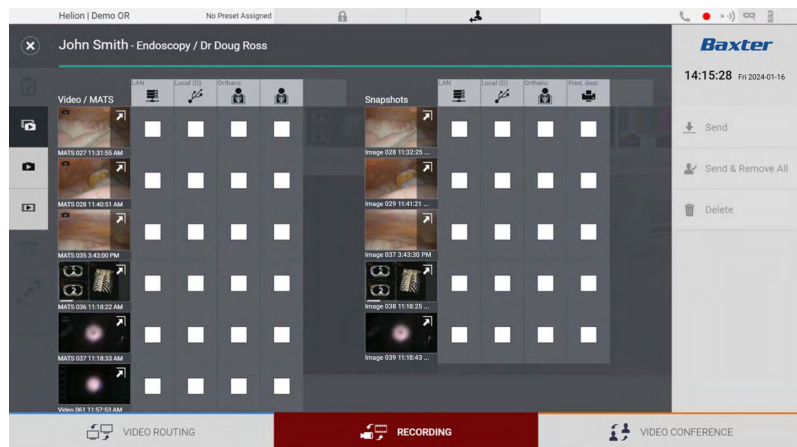 Helion | Demo OR
No Preset Assigned
John Smith - Endoscopy / Dr Doug Ross
Baxter
14:15:28 Fri 2024-01-16
Video / MATS
LAN
Local (D)
Orthanc
Snapshots
LAN
Local (D)
Orthanc
Print. dest.
MATS 027 11:31:55 AM
Image 028 11:32:25 ...
MATS 028 11:40:51 AM
Image 029 11:41:21 ...
MATS 035 3:43:00 PM
Image 037 3:43:30 PM
MATS 036 11:18:22 AM
Image 038 11:18:25 ...
MATS 037 11:18:33 AM
Image 039 11:18:43 ...
Video 061 11:57:53 AM
Send
Send & Remove All
Delete
VIDEO ROUTING
RECORDING
VIDEO CONFERENCE